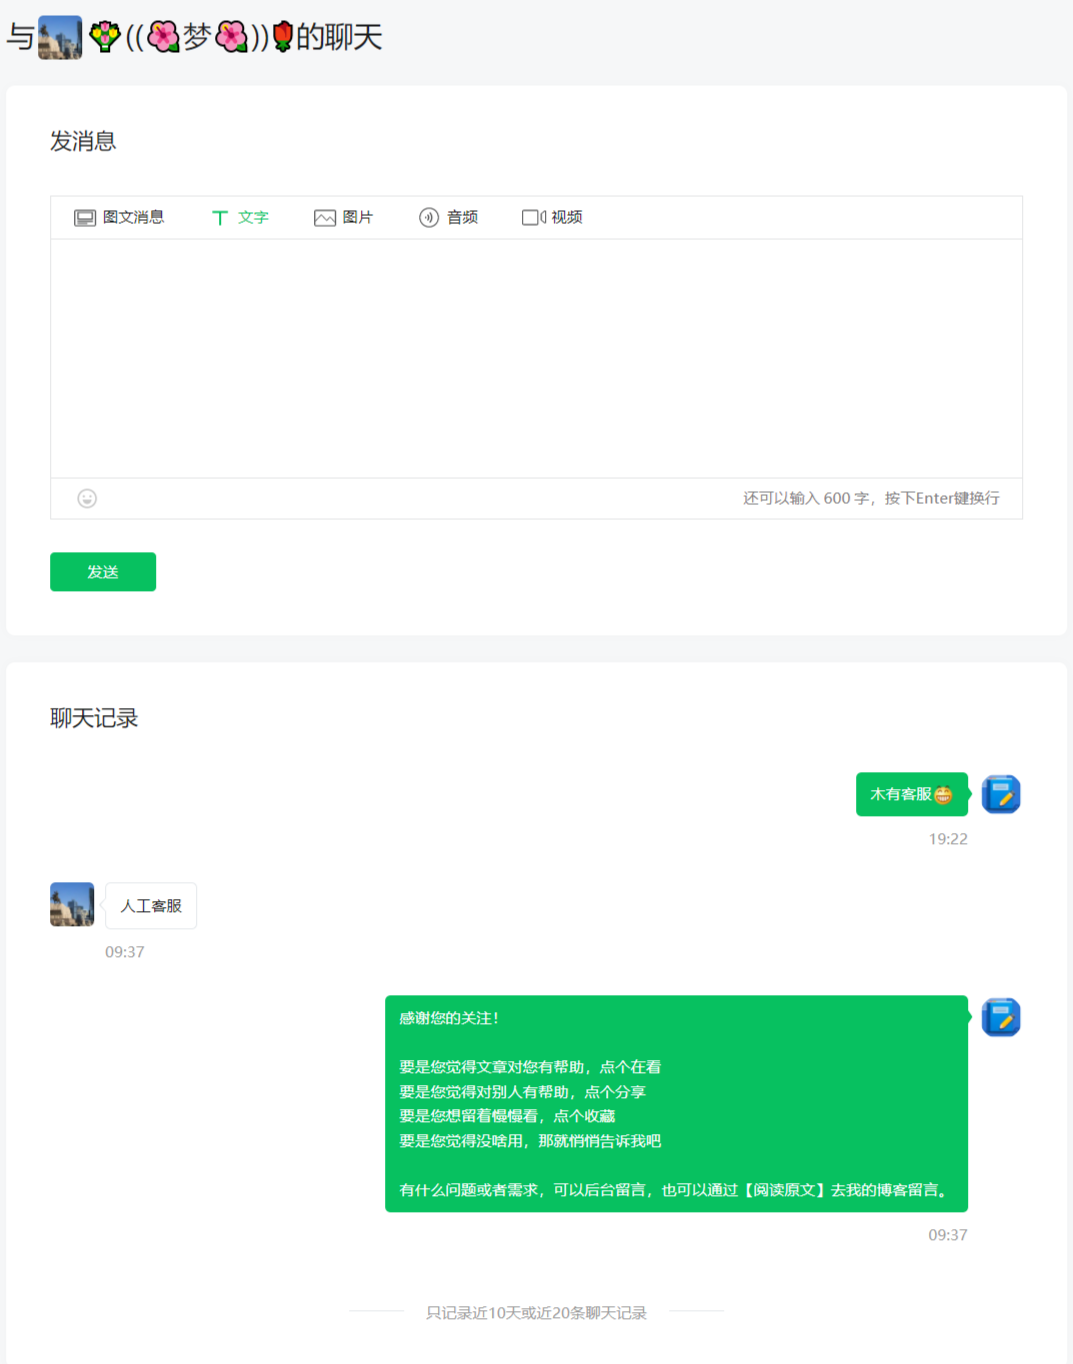 与💐((🌺梦🌺))🌹的聊天
发消息
图文消息 文字 图片 音频 视频
还可以输入 600 字，按下Enter键换行
发送
聊天记录
木有客服😁
19:22
人工客服
09:37
感谢您的关注！
要是您觉得文章对您有帮助，点个在看
要是您觉得对别人有帮助，点个分享
要是您想留着慢慢看，点个收藏
要是您觉得没啥用，那就悄悄告诉我吧
有什么问题或者需求，可以后台留言，也可以通过【阅读原文】去我的博客留言。
09:37
只记录近10天或近20条聊天记录